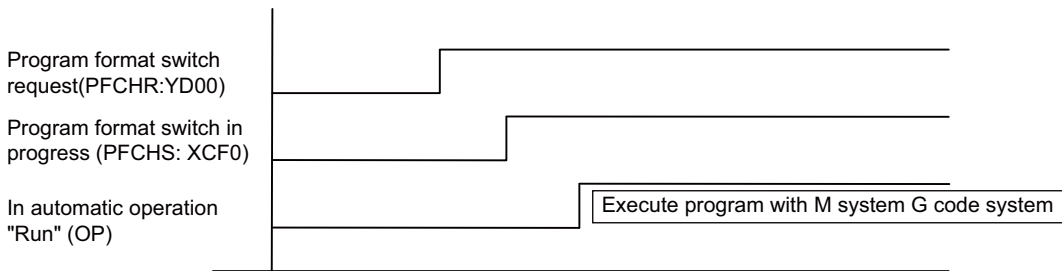 Program format switch
request(PFCHR:YD00)
Program format switch in
progress (PFCHS: XCF0)
In automatic operation
"Run" (OP)
Execute program with M system G code system